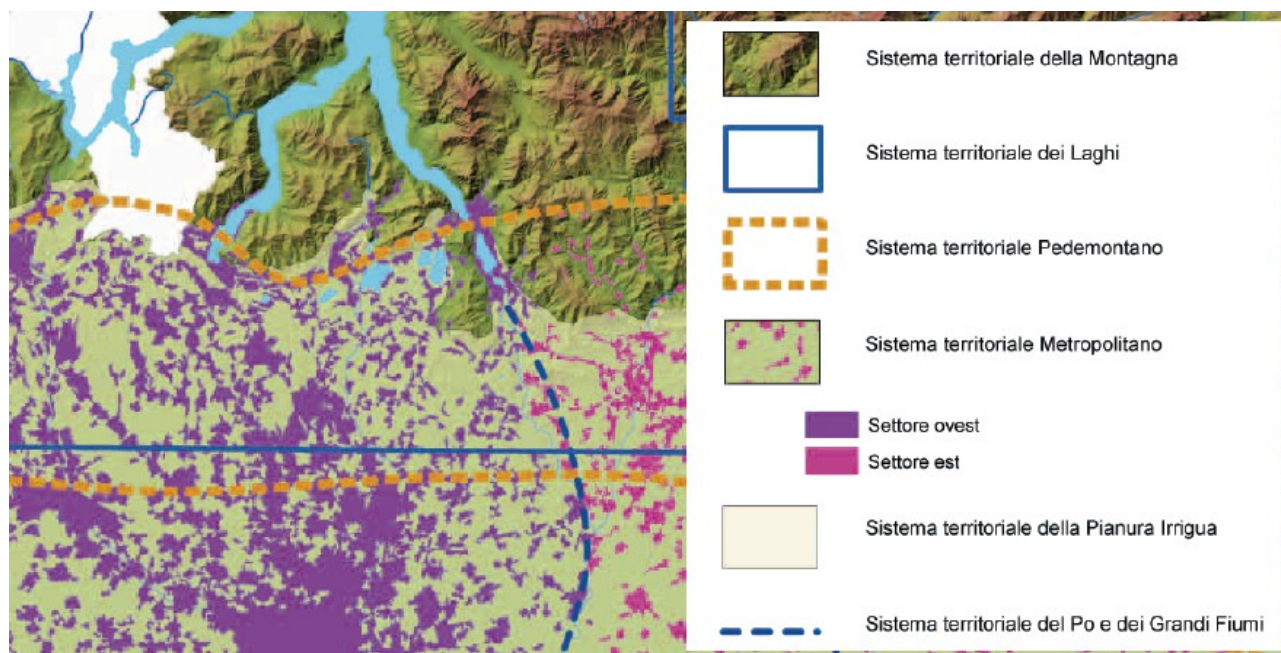 Sistema territoriale della Montagna
Sistema territoriale dei Laghi
Sistema territoriale Pedemontano
Sistema territoriale Metropolitano
Settore ovest
Settore est
Sistema territoriale della Pianura Irrigua
Sistema territoriale del Po e dei Grandi Fiumi